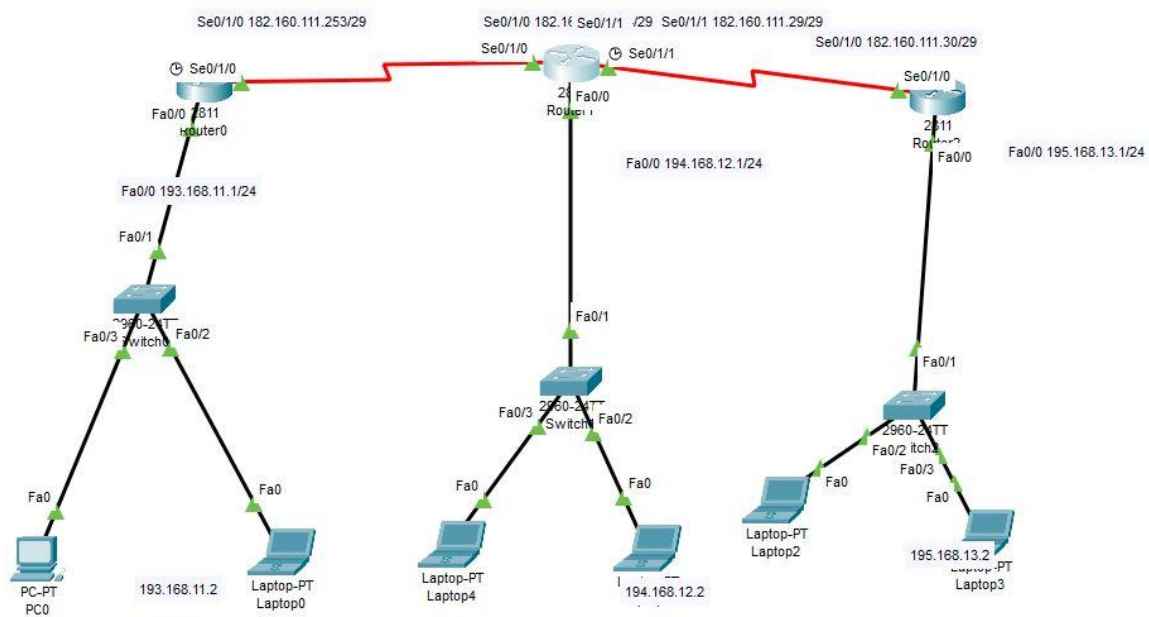 Se0/1/0 182.160.111.253/29
Se0/1/0 182.1
Se0/1/1
/29
Se0/1/1 182.160.111.29/29
Se0/1/0 182.160.111.30/29
Se0/1/0
Se0/1/0
Se0/1/1
Se0/1/0
2811
Router0
Fa0/0
Fa0/0
Fa0/0
Fa0/0 194.168.12.1/24
Fa0/0 195.168.13.1/24
Fa0/0 193.168.11.1/24
Fa0/1
Fa0/3
Fa0/2
Fa0/1
2960-24TT
Fa0/3
Fa0/2
Fa0/1
2960-24TT
Fa0/2
Fa0/3
Fa0
Fa0
Fa0
Fa0
Fa0
Fa0
PC-PT
PC0
193.168.11.2
Laptop-PT
Laptop0
Laptop-PT
Laptop4
194.168.12.2
Laptop-PT
Laptop2
195.168.13.2
Laptop3